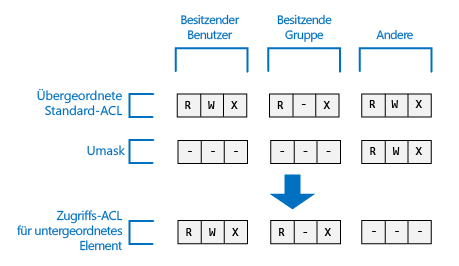 Besitzender
Benutzer
Besitzende
Gruppe
Andere
Übergeordnete
Standard-ACL
R W X R - X R W X
Umask
- - - - - - R W X
Zugriffs-ACL
für untergeordnetes
Element
R W X R - X - - -